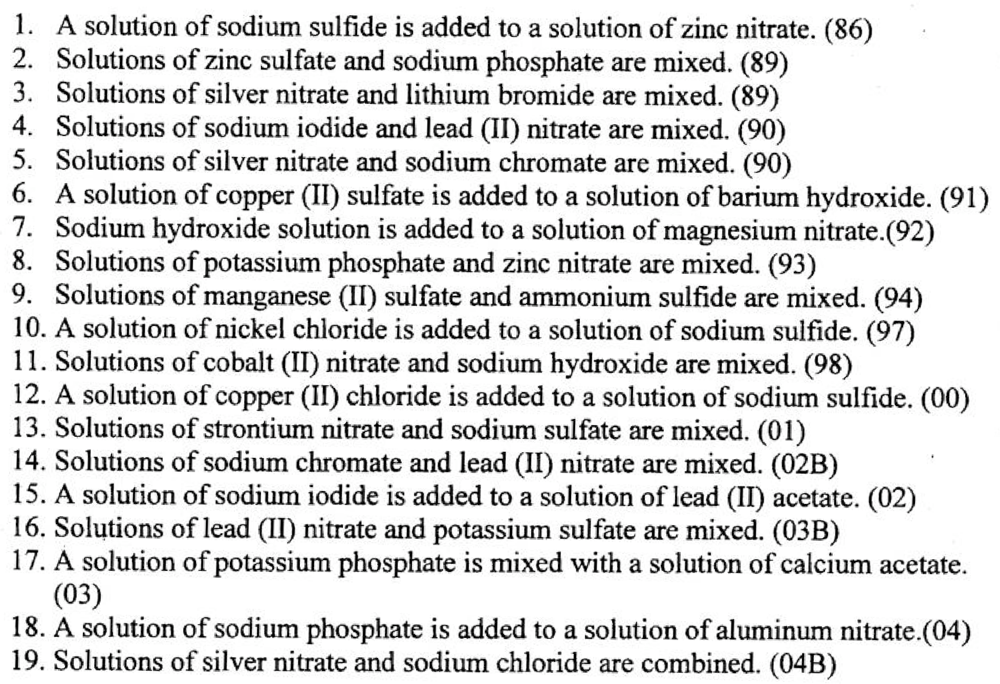 1. A solution of sodium sulfide is added to a solution of zinc nitrate. (86)
2. Solutions of zinc sulfate and sodium phosphate are mixed. (89)
3. Solutions of silver nitrate and lithium bromide are mixed. (89)
4. Solutions of sodium iodide and lead (II) nitrate are mixed. (90)
5. Solutions of silver nitrate and sodium chromate are mixed. (90)
6. A solution of copper (II) sulfate is added to a solution of barium hydroxide. (91)
7. Sodium hydroxide solution is added to a solution of magnesium nitrate.(92)
8. Solutions of potassium phosphate and zinc nitrate are mixed. (93)
9. Solutions of manganese (II) sulfate and ammonium sulfide are mixed. (94)
10. A solution of nickel chloride is added to a solution of sodium sulfide. (97)
11. Solutions of cobalt (II) nitrate and sodium hydroxide are mixed. (98)
12. A solution of copper (II) chloride is added to a solution of sodium sulfide. (00)
13. Solutions of strontium nitrate and sodium sulfate are mixed. (01)
14. Solutions of sodium chromate and lead (II) nitrate are mixed. (02B)
15. A solution of sodium iodide is added to a solution of lead (II) acetate. (02)
16. Solutions of lead (II) nitrate and potassium sulfate are mixed. (03B)
17. A solution of potassium phosphate is mixed with a solution of calcium acetate.
(03)
18. A solution of sodium phosphate is added to a solution of aluminum nitrate.(04)
19. Solutions of silver nitrate and sodium chloride are combined. (04B)